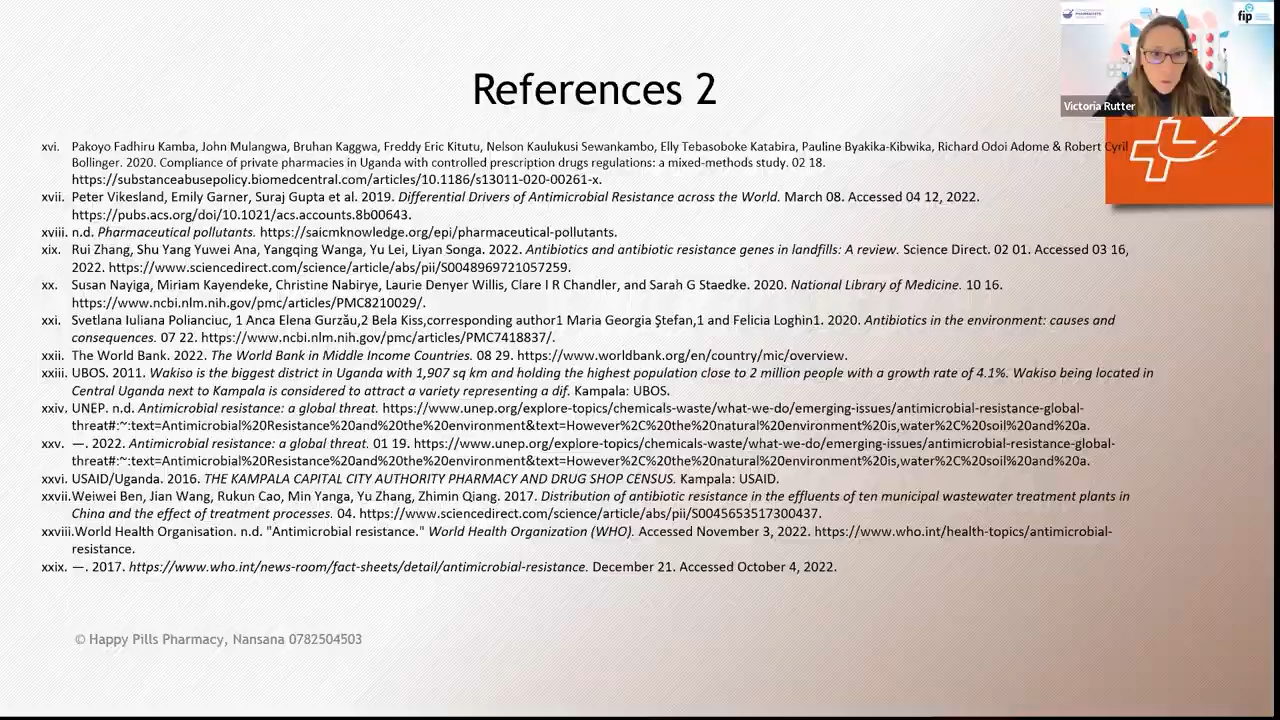 fip
Victoria Rutter
References 2
xvi. Pakoyo Fadhiru Kamba, John Mulangwa, Bruhan Kaggwa, Freddy Eric Kitutu, Nelson Kaulukusi Sewankambo, Elly Tebasoboke Katabira, Pauline Byakika-Kibwika, Richard Odoi Adome & Robert Cyril
Bollinger. 2020. Compliance of private pharmacies in Uganda with controlled prescription drugs regulations: a mixed-methods study. 02 18.
https://substanceabusepolicy.biomedcentral.com/articles/10.1186/s13011-020-00261-x.
xvii. Peter Vikesland, Emily Garner, Suraj Gupta et al. 2019. Differential Drivers of Antimicrobial Resistance across the World. March 08. Accessed 04 12, 2022.
https://pubs.acs.org/doi/10.1021/acs.accounts.8b00643.
xviii. n.d. Pharmaceutical pollutants. https://saicmknowledge.org/epi/pharmaceutical-pollutants.
xix. Rui Zhang, Shu Yang Yuwei Ana, Yangqing Wanga, Yu Lei, Liyan Songa. 2022. Antibiotics and antibiotic resistance genes in landfills: A review. Science Direct. 02 01. Accessed 03 16,
2022. https://www.sciencedirect.com/science/article/abs/pii/S0048969721057259.
xx. Susan Nayiga, Miriam Kayendeke, Christine Nabirye, Laurie Denyer Willis, Clare I R Chandler, and Sarah G Staedke. 2020. National Library of Medicine. 10 16.
https://www.ncbi.nlm.nih.gov/pmc/articles/PMC8210029/.
xxi. Svetlana Iuliana Polianciuc, 1 Anca Elena Gurzău,2 Bela Kiss,corresponding author1 Maria Georgia Ştefan,1 and Felicia Loghin1. 2020. Antibiotics in the environment: causes and
consequences. 07 22. https://www.ncbi.nlm.nih.gov/pmc/articles/PMC7418837/.
xxii. The World Bank. 2022. The World Bank in Middle Income Countries. 08 29. https://www.worldbank.org/en/country/mic/overview.
xxiii. UBOS. 2011. Wakiso is the biggest district in Uganda with 1,907 sq km and holding the highest population close to 2 million people with a growth rate of 4.1%. Wakiso being located in
Central Uganda next to Kampala is considered to attract a variety representing a dif. Kampala: UBOS.
xxiv. UNEP. n.d. Antimicrobial resistance: a global threat. https://www.unep.org/explore-topics/chemicals-waste/what-we-do/emerging-issues/antimicrobial-resistance-global-
threat#:~:text=Antimicrobial%20Resistance%20and%20the%20environment&text=However%2C%20the%20natural%20environment%20is,water%2C%20soil%20and%20a.
xxv. —. 2022. Antimicrobial resistance: a global threat. 01 19. https://www.unep.org/explore-topics/chemicals-waste/what-we-do/emerging-issues/antimicrobial-resistance-global-
threat#:~:text=Antimicrobial%20Resistance%20and%20the%20environment&text=However%2C%20the%20natural%20environment%20is,water%2C%20soil%20and%20a.
xxvi. USAID/Uganda. 2016. THE KAMPALA CAPITAL CITY AUTHORITY PHARMACY AND DRUG SHOP CENSUS. Kampala: USAID.
xxvii. Weiwei Ben, Jian Wang, Rukun Cao, Min Yanga, Yu Zhang, Zhimin Qiang. 2017. Distribution of antibiotic resistance in the effluents of ten municipal wastewater treatment plants in
China and the effect of treatment processes. 04. https://www.sciencedirect.com/science/article/abs/pii/S0045653517300437.
xxviii. World Health Organisation. n.d. "Antimicrobial resistance." World Health Organization (WHO). Accessed November 3, 2022. https://www.who.int/health-topics/antimicrobial-
resistance.
xxix. —. 2017. https://www.who.int/news-room/fact-sheets/detail/antimicrobial-resistance. December 21. Accessed October 4, 2022.
© Happy Pills Pharmacy, Nansana 0782504503